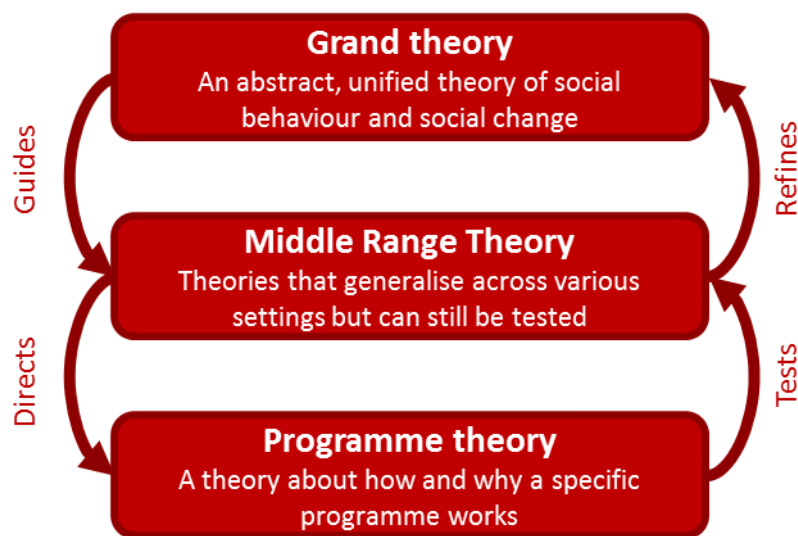 Grand theory
An abstract, unified theory of social
behaviour and social change
Guides
Refines
Middle Range Theory
Theories that generalise across various
settings but can still be tested
Directs
Tests
Programme theory
A theory about how and why a specific
programme works